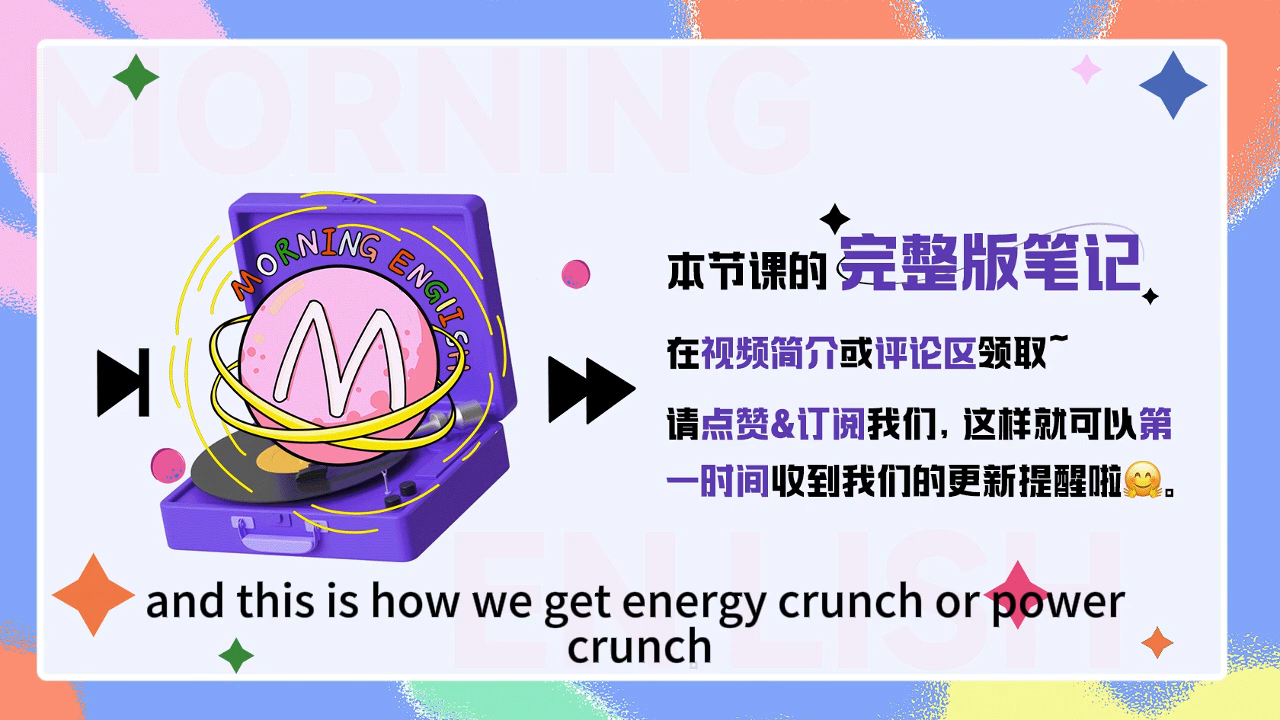 MORNING
MORNING ENGLISH
M
本节课的 完整版笔记
在视频简介或评论区领取~
请点赞&订阅我们，这样就可以第
一时间收到我们的更新提醒啦🤗。
and this is how we get energy crunch or power
crunch